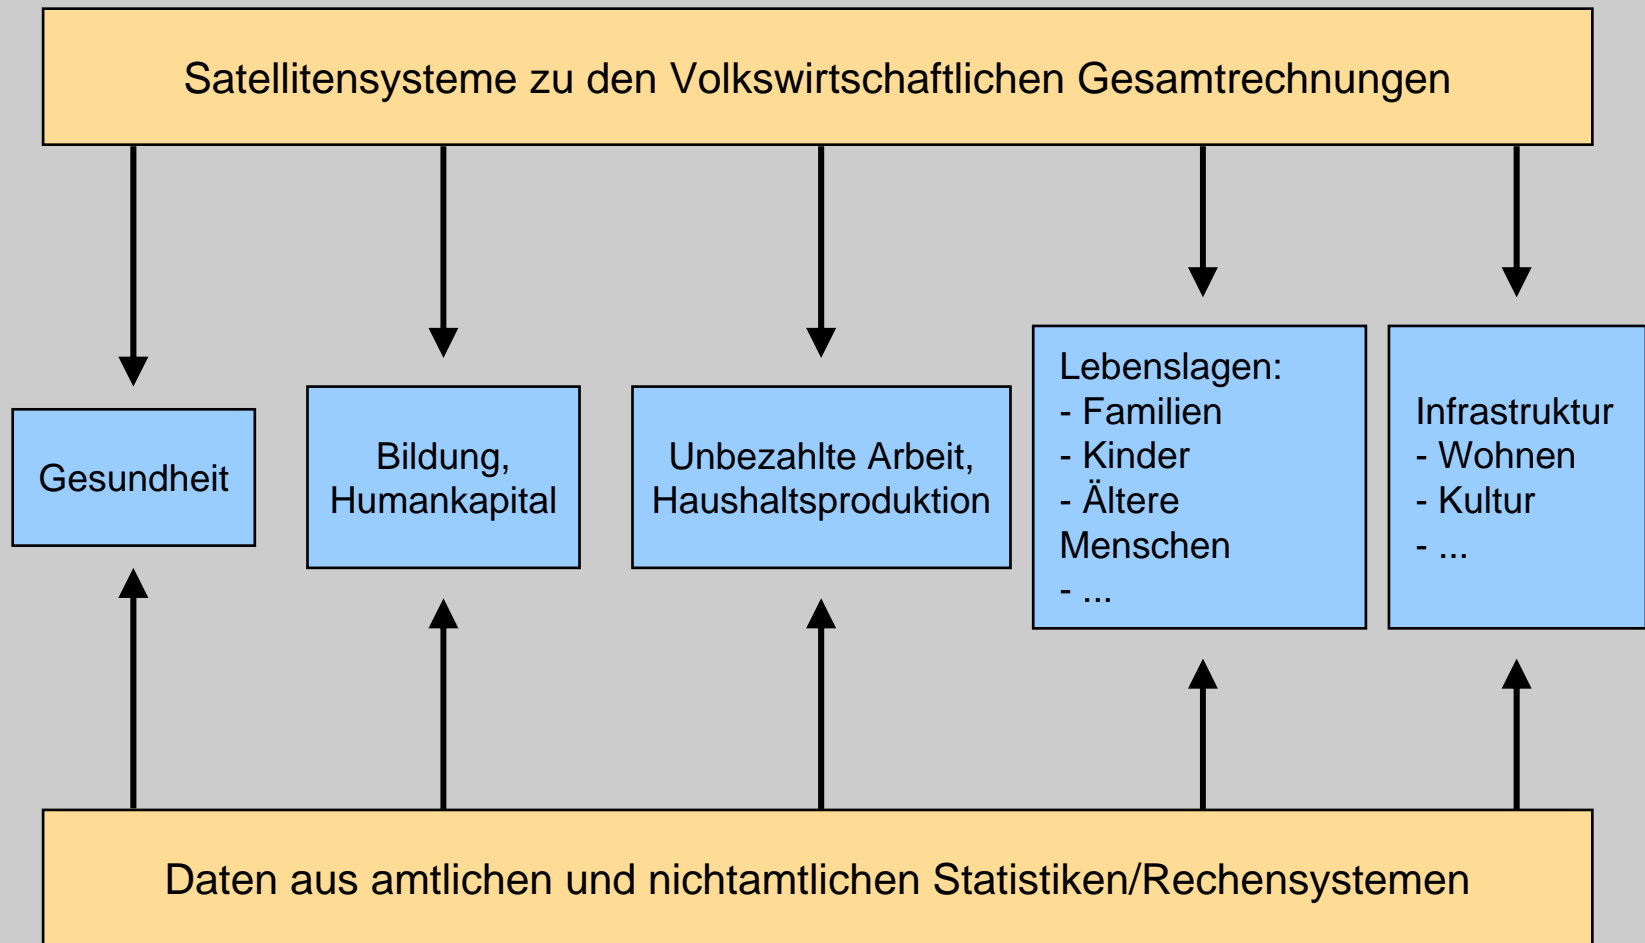 Satellitensysteme zu den Volkswirtschaftlichen Gesamtrechnungen
Gesundheit
Bildung,
Humankapital
Unbezahlte Arbeit,
Haushaltsproduktion
Lebenslagen:
- Familien
- Kinder
- Ältere
Menschen
- ...
Infrastruktur
- Wohnen
- Kultur
- ...
Daten aus amtlichen und nichtamtlichen Statistiken/Rechensystemen